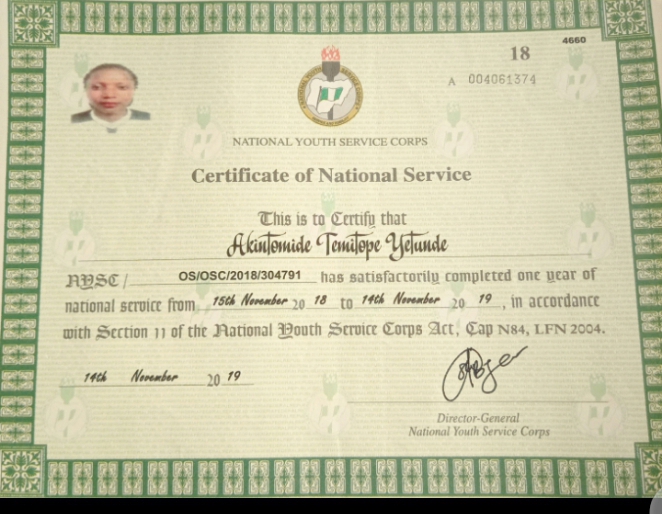 4660
18
A 004061374
NATIONAL YOUTH SERVICE CORPS
Certificate of National Service
This is to Certify that
Akintomide Temitope Yetunde
NYSC/ OS/OSC/2018/304791 has satisfactorily completed one year of
national service from 15th November 20 18 to 14th November 20 19, in accordance
with Section 11 of the National Youth Service Corps Act, Cap N84, LFN 2004.
14th November 20 19
Director-General
National Youth Service Corps